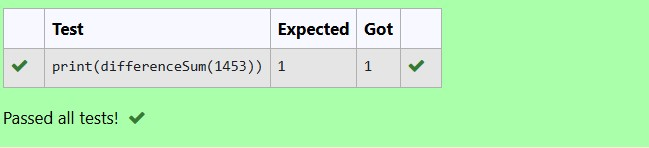 Test Expected Got
print(differenceSum(1453)) 1 1
Passed all tests!